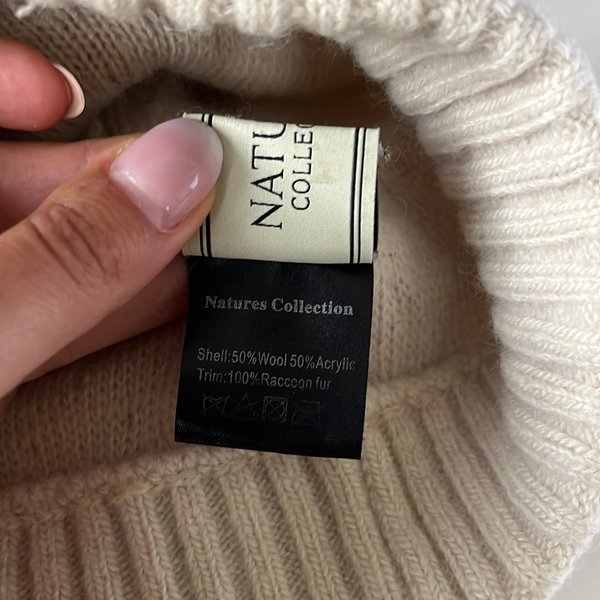 NATU
COLLEC
Natures Collection
Shell:50%Wool 50%Acrylic
Trim:100%Raccoon fur